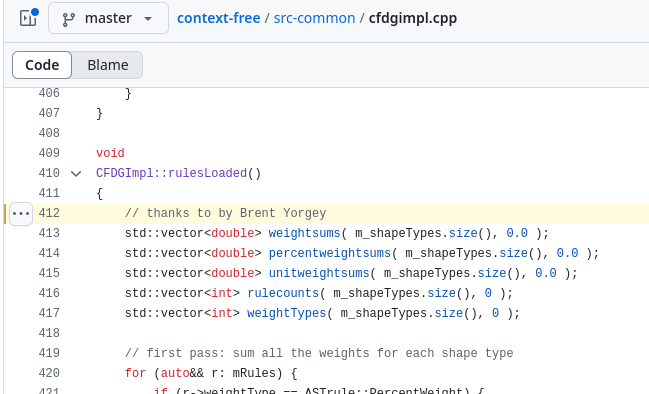 master
context-free / src-common / cfdgimpl.cpp
Code Blame
406 }
407 }
408
409 void
410 CFDGImpl::rulesLoaded()
411 {
412 // thanks to by Brent Yorgey
413 std::vector<double> weightsums( m_shapeTypes.size(), 0.0 );
414 std::vector<double> percentweightsums( m_shapeTypes.size(), 0.0 );
415 std::vector<double> unitweightsums( m_shapeTypes.size(), 0.0 );
416 std::vector<int> rulecounts( m_shapeTypes.size(), 0 );
417 std::vector<int> weightTypes( m_shapeTypes.size(), 0 );
418
419 // first pass: sum all the weights for each shape type
420 for (auto&& r: mRules) {
421 if (r->weightType == ASTrule::PercentWeight) {